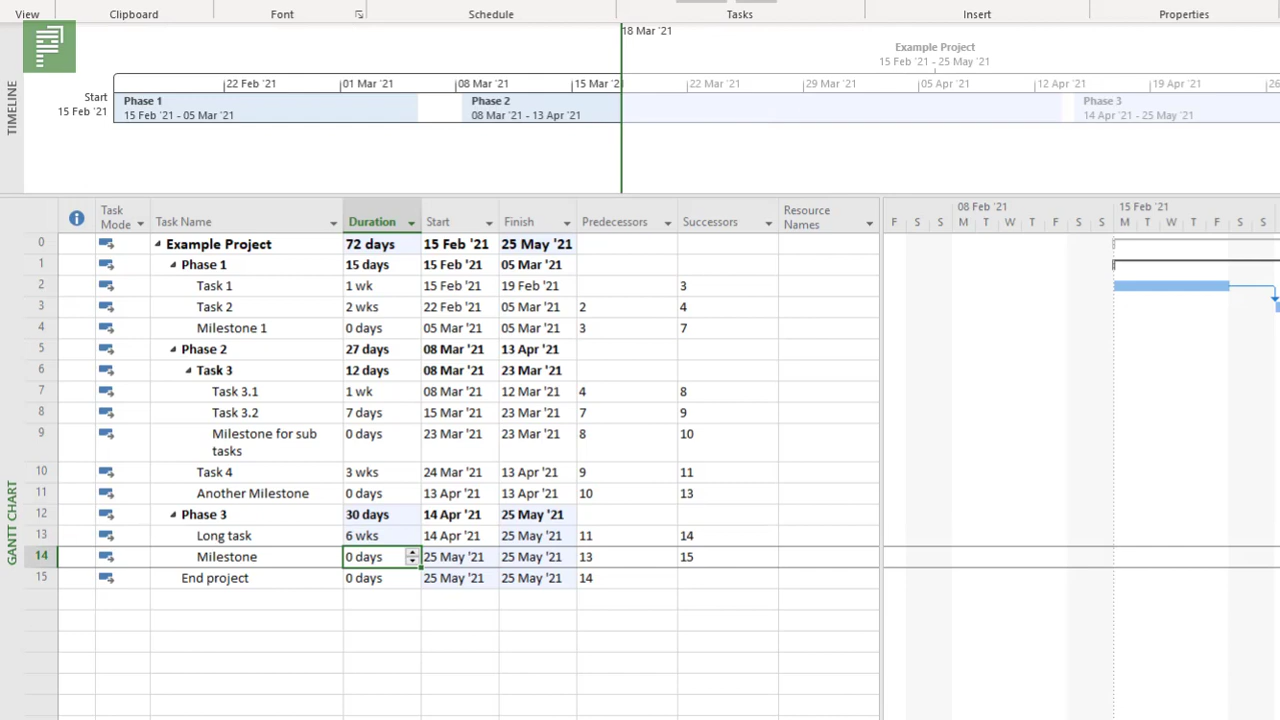 View Clipboard Font Schedule Tasks Insert Properties
18 Mar '21
Example Project
15 Feb '21 - 25 May '21
22 Feb '21 01 Mar '21 08 Mar '21 15 Mar '21 22 Mar '21 29 Mar '21 05 Apr '21 12 Apr '21 19 Apr '21 26
TIMELINE
Start
15 Feb '21
Phase 1
15 Feb '21 - 05 Mar '21
Phase 2
08 Mar '21 - 13 Apr '21
Phase 3
14 Apr '21 - 25 May '21
Task Mode Task Name Duration Start Finish Predecessors Successors Resource Names
08 Feb '21 15 Feb '21
F S S M T W T F S S M T W T F S S
GANTT CHART
0 Example Project 72 days 15 Feb '21 25 May '21
1 Phase 1 15 days 15 Feb '21 05 Mar '21
2 Task 1 1 wk 15 Feb '21 19 Feb '21 3
3 Task 2 2 wks 22 Feb '21 05 Mar '21 2 4
4 Milestone 1 0 days 05 Mar '21 05 Mar '21 3 7
5 Phase 2 27 days 08 Mar '21 13 Apr '21
6 Task 3 12 days 08 Mar '21 23 Mar '21
7 Task 3.1 1 wk 08 Mar '21 12 Mar '21 4 8
8 Task 3.2 7 days 15 Mar '21 23 Mar '21 7 9
9 Milestone for sub tasks 0 days 23 Mar '21 23 Mar '21 8 10
10 Task 4 3 wks 24 Mar '21 13 Apr '21 9 11
11 Another Milestone 0 days 13 Apr '21 13 Apr '21 10 13
12 Phase 3 30 days 14 Apr '21 25 May '21
13 Long task 6 wks 14 Apr '21 25 May '21 11 14
14 Milestone 0 days 25 May '21 25 May '21 13 15
15 End project 0 days 25 May '21 25 May '21 14